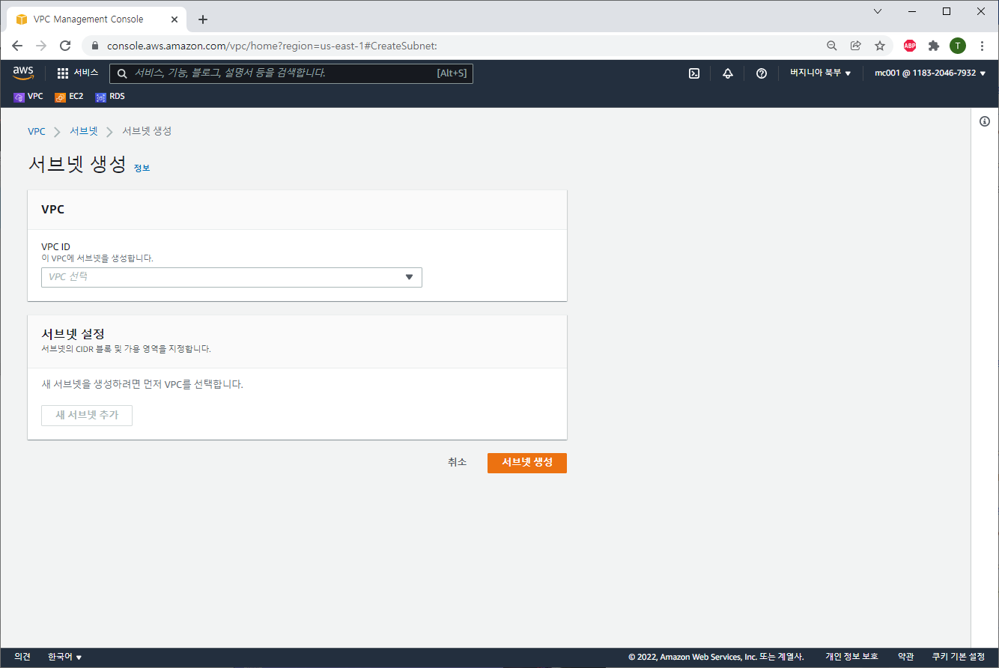 VPC Management Console
console.aws.amazon.com/vpc/home?region=us-east-1#CreateSubnet:
ABP
T
aws
서비스
서비스, 기능, 블로그, 설명서 등을 검색합니다.
[Alt+S]
버지니아 북부
mc001 @ 1183-2046-7932
VPC
EC2
RDS
VPC
서브넷
서브넷 생성
서브넷 생성 정보
VPC
VPC ID
이 VPC에 서브넷을 생성합니다.
VPC 선택
서브넷 설정
서브넷의 CIDR 블록 및 가용 영역을 지정합니다.
새 서브넷을 생성하려면 먼저 VPC를 선택합니다.
새 서브넷 추가
취소
서브넷 생성
의견
한국어
© 2022, Amazon Web Services, Inc. 또는 계열사.
개인 정보 보호
약관
쿠키 기본 설정